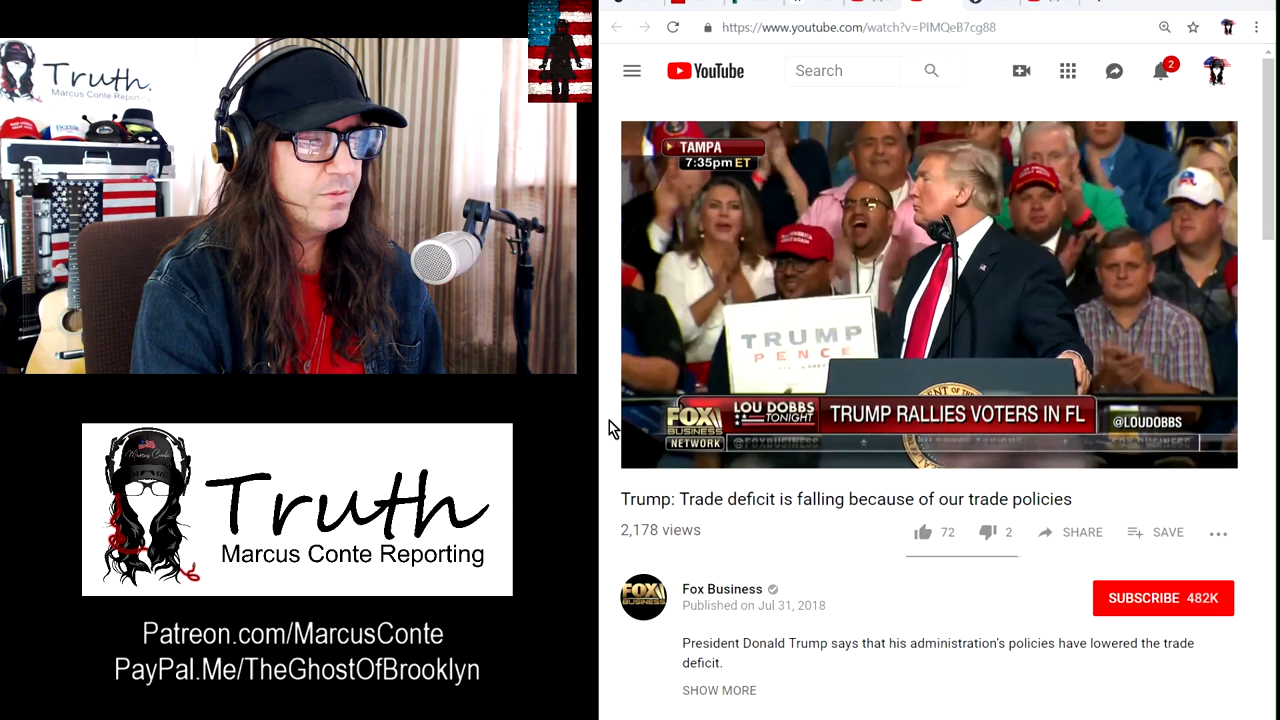 Truth.
Marcus Conte Reporting
Truth
Marcus Conte Reporting
Patreon.com/MarcusConte
PayPal.Me/TheGhostOfBrooklyn
https://www.youtube.com/watch?v=PIMQeB7cg88
YouTube
Search
2
TAMPA
7:35pm ET
TRUMP
PENCE
FOX
BUSINESS
NETWORK
LOU DOBBS
TONIGHT
TRUMP RALLIES VOTERS IN FL
@LOUDOBBS
@FOXBUSINESS
Trump: Trade deficit is falling because of our trade policies
2,178 views
72
2
SHARE
SAVE
FOX
BUSINESS
Fox Business
Published on Jul 31, 2018
SUBSCRIBE 482K
President Donald Trump says that his administration's policies have lowered the trade
deficit.
SHOW MORE